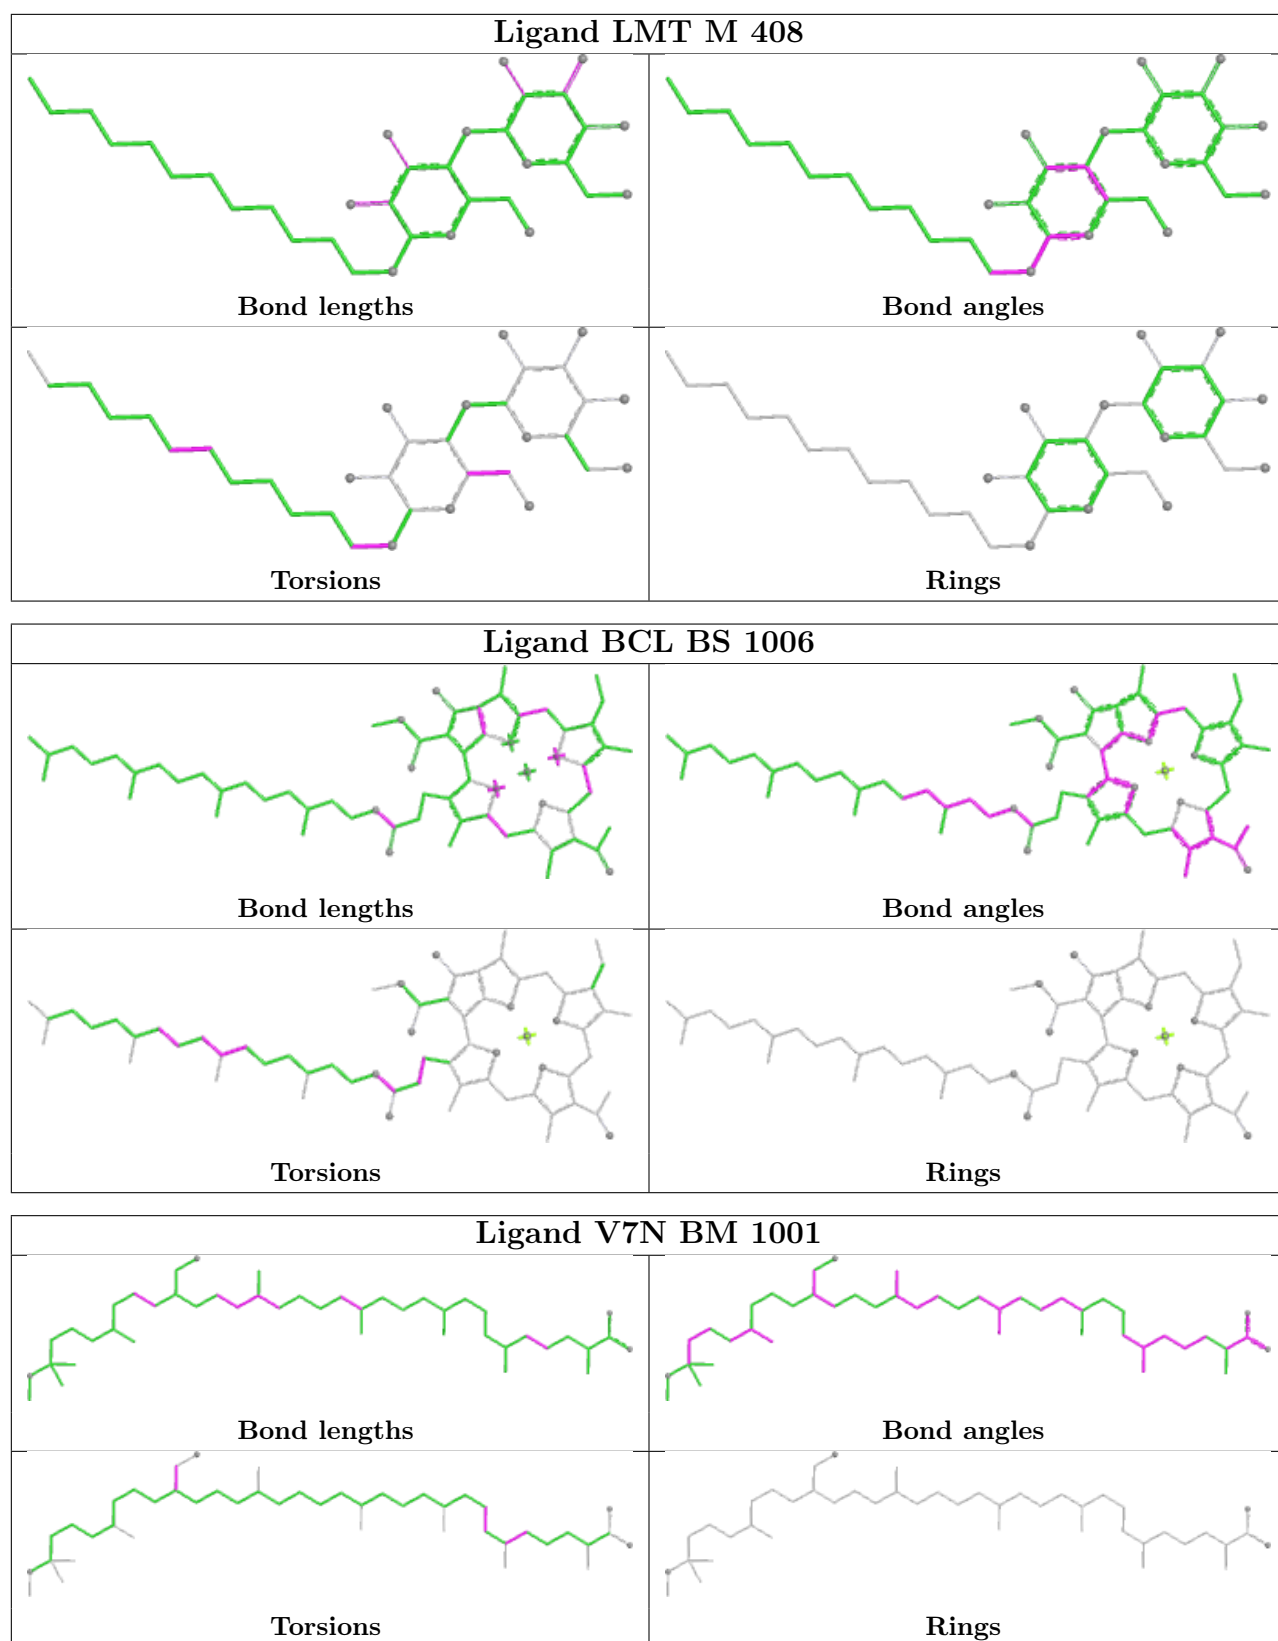 Ligand LMT M 408
Bond lengths
Bond angles
Torsions
Rings
Ligand BCL BS 1006
Bond lengths
Bond angles
Torsions
Rings
Ligand V7N BM 1001
Bond lengths
Bond angles
Torsions
Rings